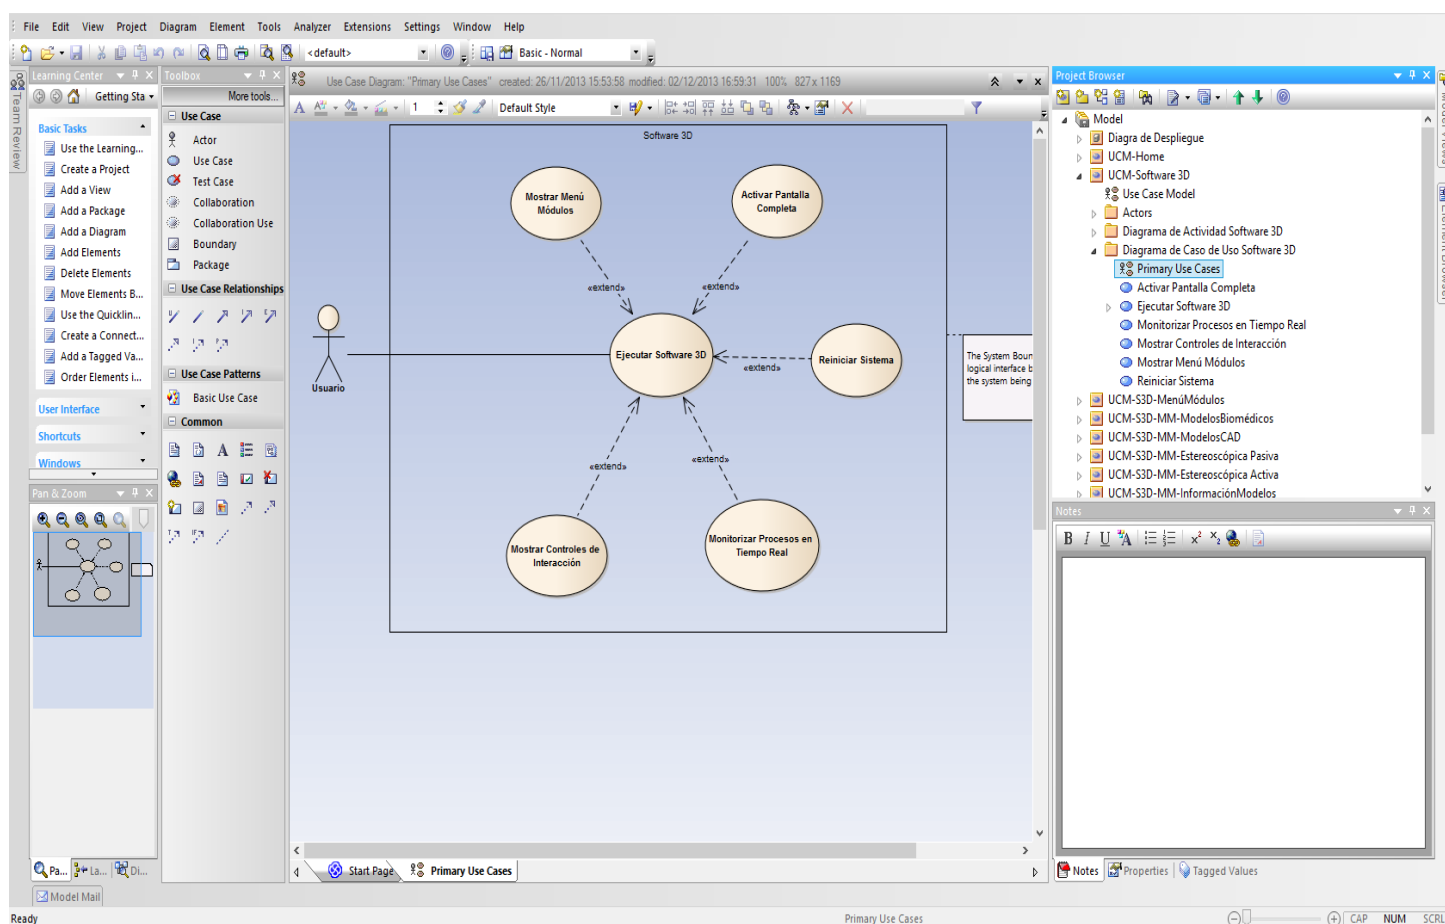 File Edit View Project Diagram Element Tools Analyzer Extensions Settings Window Help
<default> Basic - Normal
Team Review
Learning Center
Getting Sta
Basic Tasks
Use the Learning...
Create a Project
Add a View
Add a Package
Add a Diagram
Add Elements
Delete Elements
Move Elements B...
Use the Quicklin...
Create a Connect...
Add a Tagged Va...
Order Elements i...
User Interface
Shortcuts
Windows
Pan & Zoom
Pa... La... Di...
Model Mail
Toolbox
More tools...
Use Case
Actor
Use Case
Test Case
Collaboration
Collaboration Use
Boundary
Package
Use Case Relationships
Use Case Patterns
Basic Use Case
Common
Use Case Diagram: "Primary Use Cases" created: 26/11/2013 15:53:58 modified: 02/12/2013 16:59:31 100% 827 x 1169
1 Default Style
Software 3D
Mostrar Menú
Módulos
Activar Pantalla
Completa
«extend»
«extend»
Ejecutar Software 3D
Reiniciar Sistema
«extend»
Usuario
The System Boun
logical interface b
the system being
«extend»
«extend»
Mostrar Controles de
Interacción
Monitorizar Procesos en
Tiempo Real
Start Page Primary Use Cases
Project Browser
Model
Diagra de Despliegue
UCM-Home
UCM-Software 3D
Use Case Model
Actors
Diagrama de Actividad Software 3D
Diagrama de Caso de Uso Software 3D
Primary Use Cases
Activar Pantalla Completa
Ejecutar Software 3D
Monitorizar Procesos en Tiempo Real
Mostrar Controles de Interacción
Mostrar Menú Módulos
Reiniciar Sistema
UCM-S3D-MenúMódulos
UCM-S3D-MM-ModelosBiomédicos
UCM-S3D-MM-ModelosCAD
UCM-S3D-MM-Estereoscópica Pasiva
UCM-S3D-MM-Estereoscópica Activa
UCM-S3D-MM-InformaciónModelos
Notes
Notes Properties Tagged Values
Ready Primary Use Cases CAP NUM SCRL